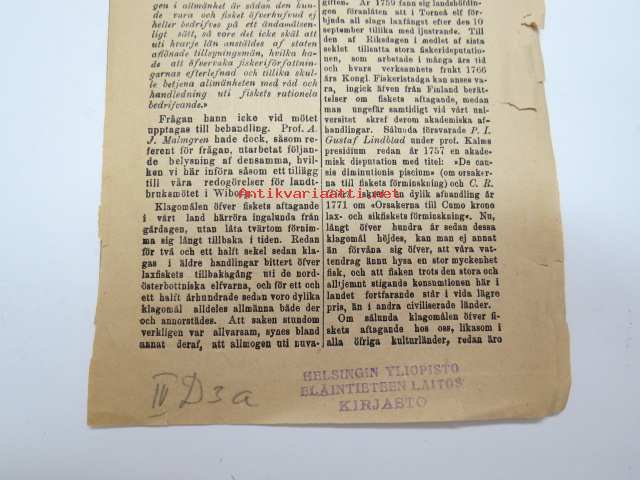 gen i allmänhet är sådan den hun-
de vara och fisket öfverhufvud ej
heller bedrifves på ett ändamålsen-
ligt sätt, så vore det icke skäl att
uti hvarje län anställdes af staten
aflönade tillsyningsmän, hvilka ha-
de att öfvervaka fiskeriförfattnin-
garnas efterlefnad och tillika skul-
le betjena allmänheten med råd och
handledning uti fiskets rationela
bedrifvande.»
Frågan hann icke vid mötet
upptagas till behandling. Prof. A.
J. Malmgren hade dock, såsom re-
ferent för frågan, utarbetat följan-
de belysning af densamma, hvil-
ken vi här införa såsom ett tillägg
till våra redogörelser för landt-
bruksmötet i Wiborg.
Klagomålen öfver fiskets aftagande
i vårt land härröra ingalunda från
gårdagen, utan låta tvärtom förnim-
ma sig långt tillbaka i tiden. Redan
för två och ett half sekel sedan kla-
gas i äldre handlingar bittert öfver
laxfiskets tillbakagång uti de nord-
österbottniska elfvarna, och för ett och
ett halft århundrade sedan voro dylika
klagomål alldeles allmänna både der
och annorstädes. Att saken stundom
verkligen var allvarsam, synes bland
annat deraf, att allmogen uti nuva-
giften. År 1759 fann sig landshöfdin-
gen föranlåten att i Torneå elf för-
bjuda all slags laxfångst efter den 10
september tillika med ljustrande. Till
den af Riksdagen i medlet af sista
seklet tillsatta stora fiskerideputatio-
nen, som arbetade i många års tid
och hvars verksamhets frukt 1766
års Kongl. Fiskeristadga kan anses va-
ra, ingick äfven från Finland berät-
telser om fiskets aftagande, medan
man ungefär samtidigt vid vårt uni-
versitet skref derom akademiska af-
handlingar. Sålunda försvarade P. I.
Gustaf Lindblad under prof. Kalms
presidium redan år 1757 en akade-
misk disputation med titel: »De cau-
sis diminutionis piscium» (om orsaker-
na till fiskets förminskning) och C. R.
skref en dylik afhandling år
1771 om »Orsakerna till Cumo krono
lax- och sikfiskets förminskning». Nu,
långt öfver hundra år sedan dessa
klagomål höjdes, kan man ej annat
än förvåna sig öfver, att våra vat-
tendrag ännu hysa en stor myckenhet
fisk, och att fisken trots den stora och
alltjemnt stigande konsumtionen här i
landet fortfarande står i vida lägre
pris, än i andra civiliserade länder.
Om sålunda klagomålen öfver fi-
skets aftagande hos oss, likasom i
alla öfriga kulturländer, redan äro
Antikvariaatti.net
IV D 3 a
HELSINGIN YLIOPISTO
ELÄINTIETEEN LAITOS
KIRJASTO